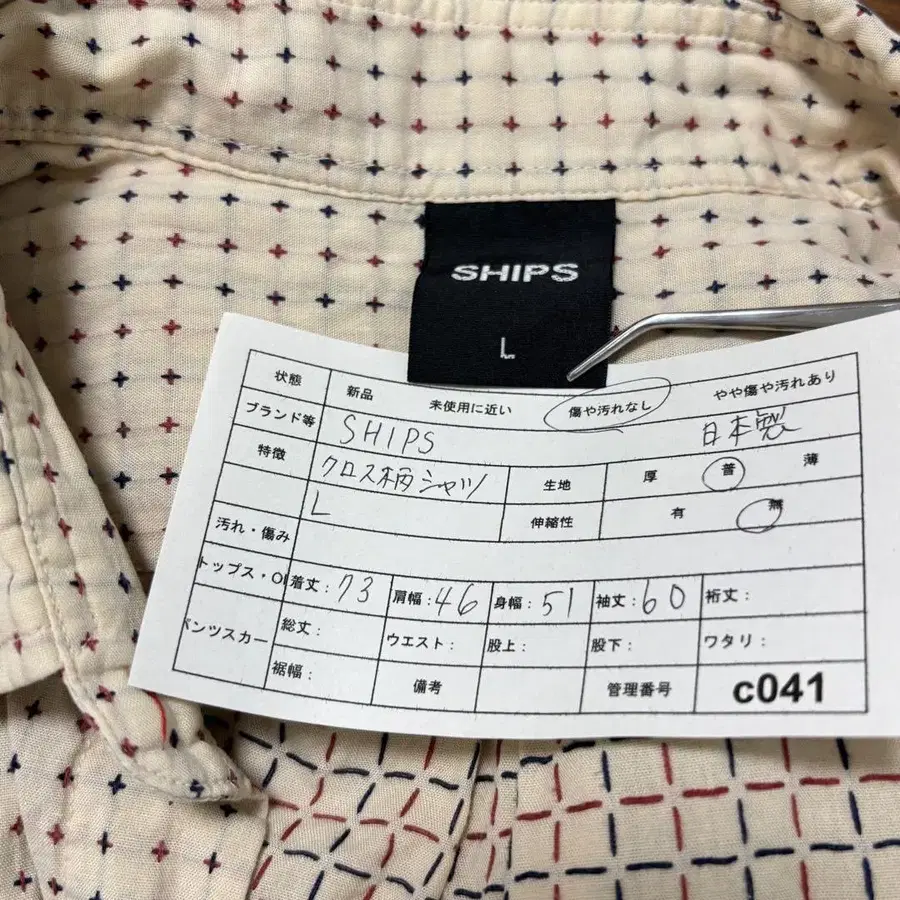 SHIPS
L
状態 新品 未使用に近い 傷や汚れなし やや傷や汚れあり
ブランド等 SHIPS 日本製
特徴 クロス柄シャツ 生地 厚 普 薄
L 伸縮性 有 無
汚れ・傷み
トップス・O 着丈：73 肩幅：46 身幅：51 袖丈：60 裄丈：
パンツスカー 総丈： ウエスト： 股上： 股下： ワタリ：
裾幅： 備考 管理番号 c041